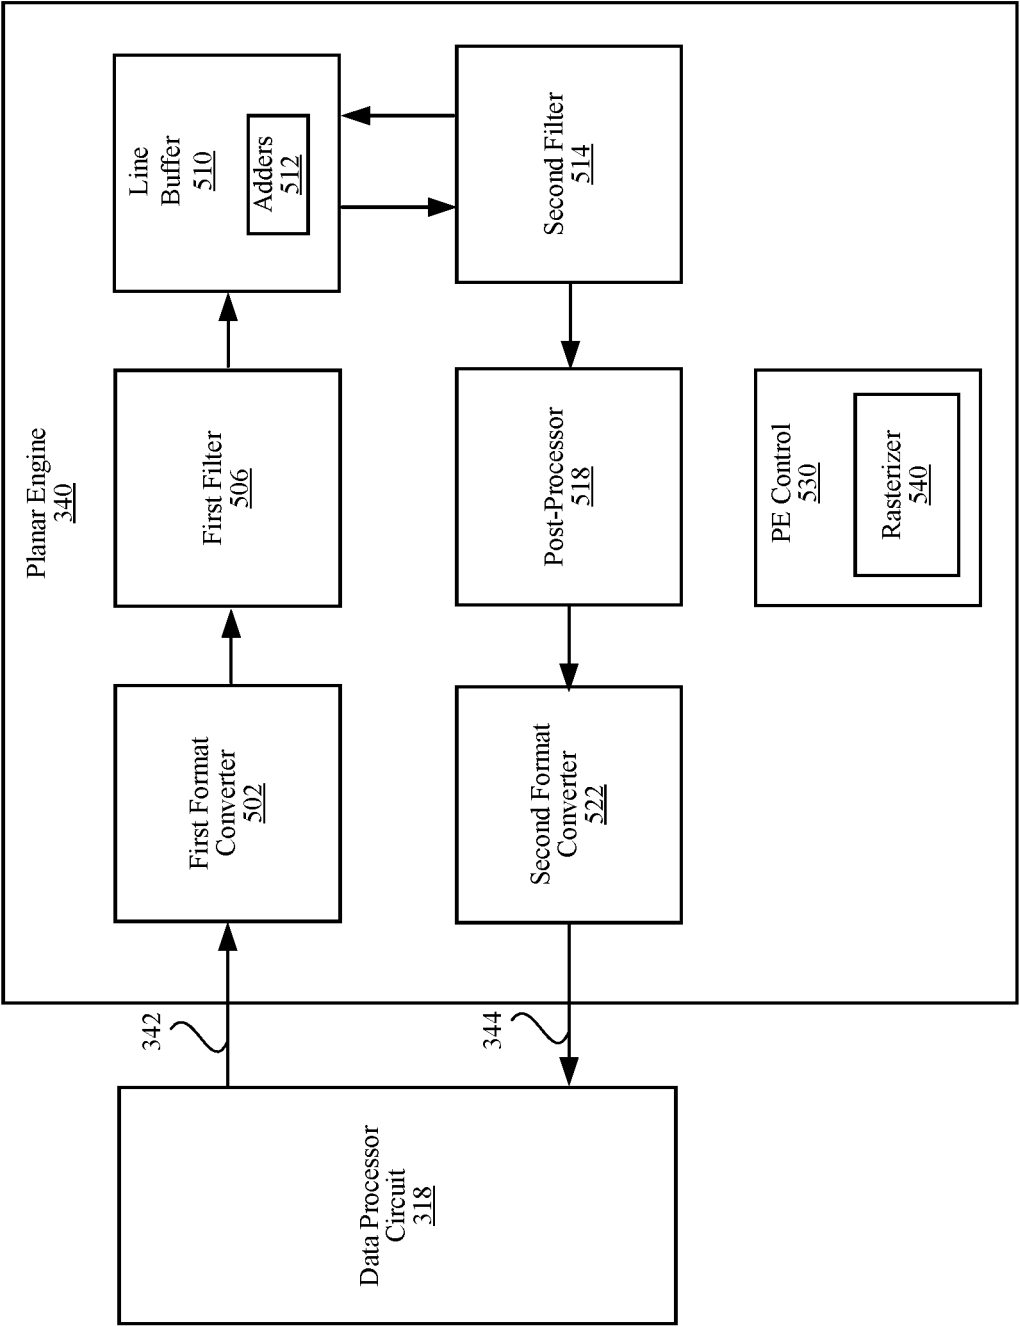 Planar Engine
340
Data Processor
Circuit
318
342
344
First Format
Converter
502
First Filter
506
Line
Buffer
510
Adders
512
Second Filter
514
Post-Processor
518
Second Format
Converter
522
PE Control
530
Rasterizer
540